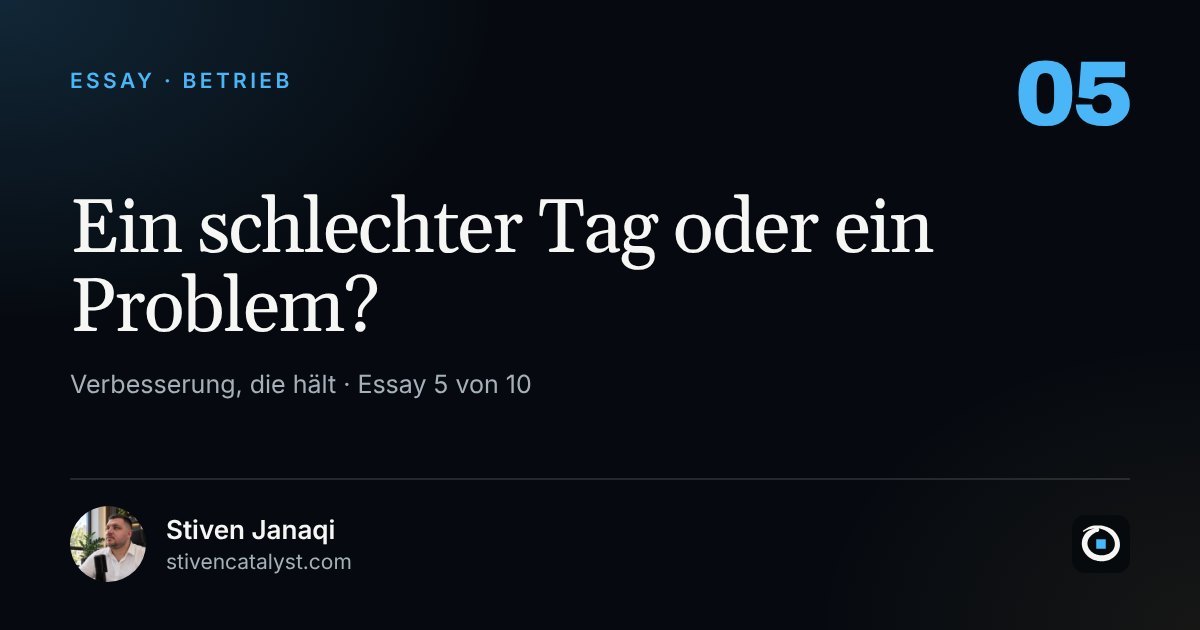 ESSAY · BETRIEB
05
Ein schlechter Tag oder ein
Problem?
Verbesserung, die hält · Essay 5 von 10
Stiven Janaqi
stivencatalyst.com